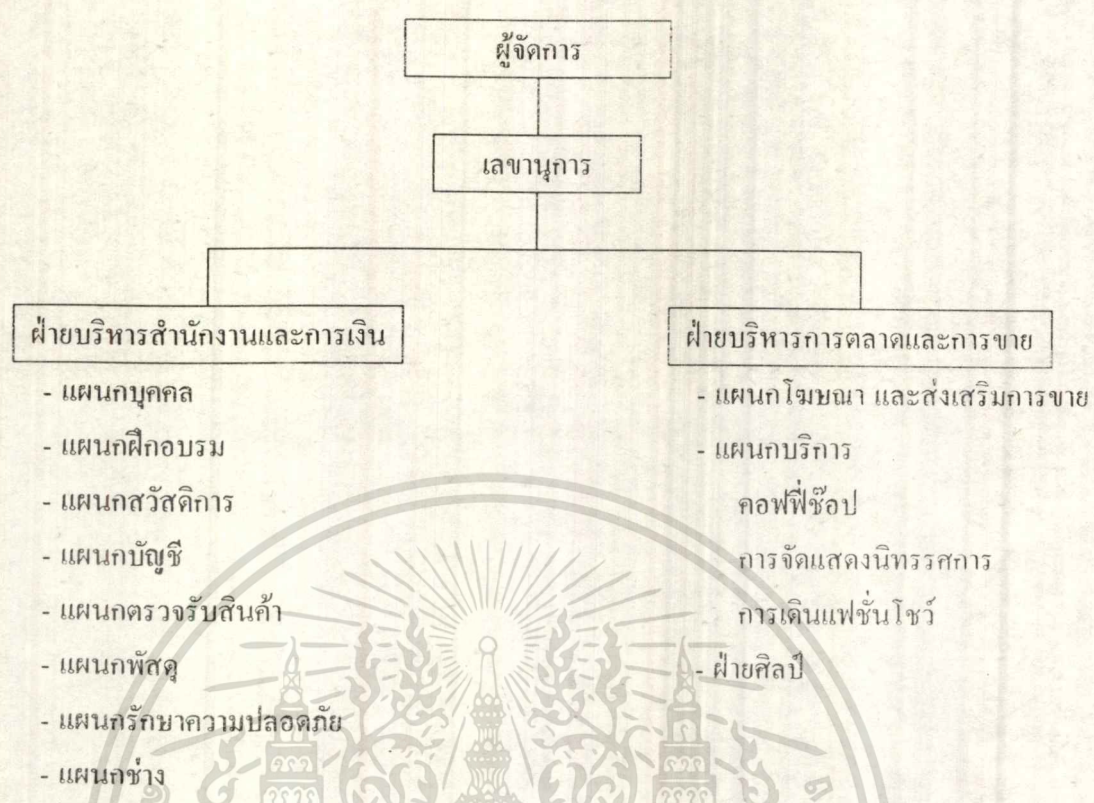 ผู้จัดการ
เลขานุการ
ฝ่ายบริหารสำนักงานและการเงิน
- แผนกบุคคล
- แผนกฝึกอบรม
- แผนกสวัสดิการ
- แผนกบัญชี
- แผนกตรวจรับสินค้า
- แผนกพัสดุ
- แผนกรักษาความปลอดภัย
- แผนกช่าง
ฝ่ายบริหารการตลาดและการขาย
- แผนกโฆษณา และส่งเสริมการขาย
- แผนกบริการ
คอฟฟี่ช๊อป
การจัดแสดงนิทรรศการ
การเดินแฟชั่นโชว์
- ฝ่ายศิลป์